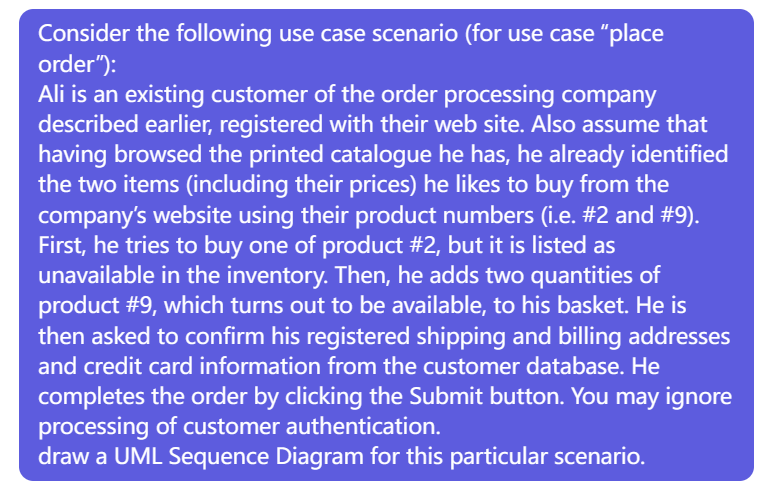 Consider the following use case scenario (for use case “place
order”):
Ali is an existing customer of the order processing company
described earlier, registered with their web site. Also assume that
having browsed the printed catalogue he has, he already identified
the two items (including their prices) he likes to buy from the
company’s website using their product numbers (i.e. #2 and #9).
First, he tries to buy one of product #2, but it is listed as
unavailable in the inventory. Then, he adds two quantities of
product #9, which turns out to be available, to his basket. He is
then asked to confirm his registered shipping and billing addresses
and credit card information from the customer database. He
completes the order by clicking the Submit button. You may ignore
processing of customer authentication.
draw a UML Sequence Diagram for this particular scenario.